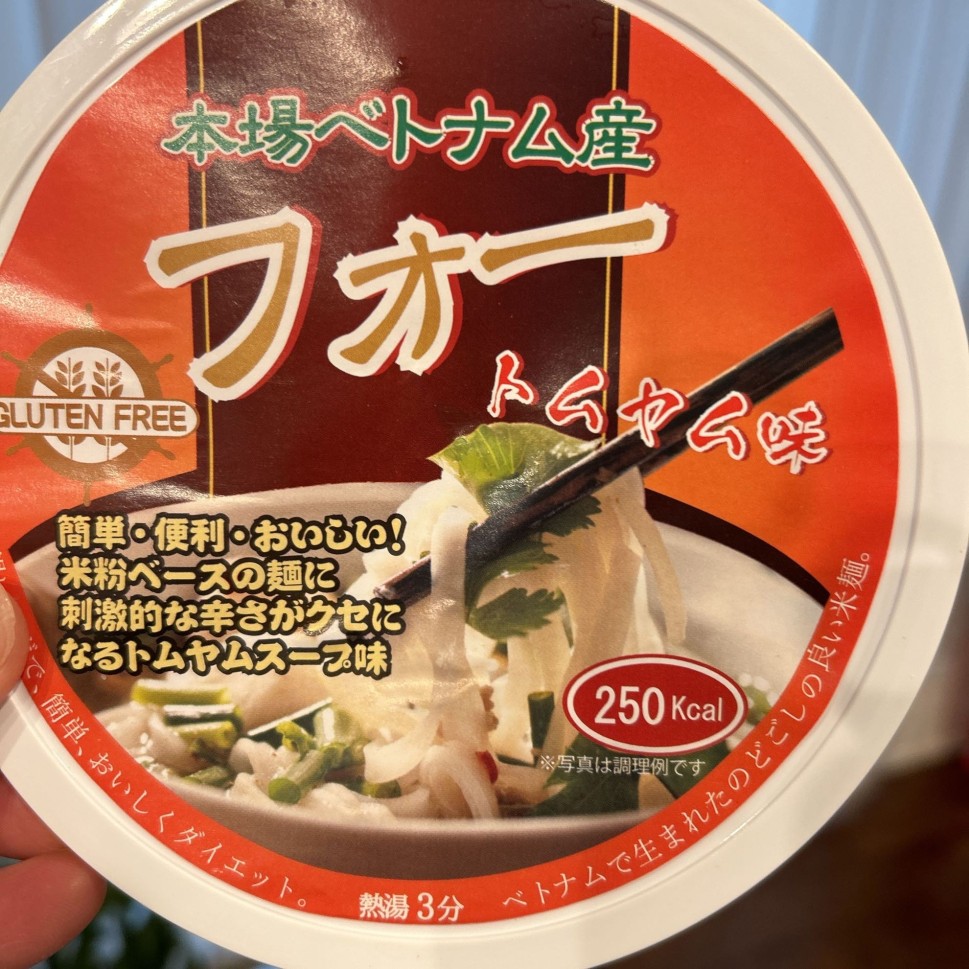 本場ベトナム産
フォー
トムヤム味
GLUTEN FREE
簡単・便利・おいしい!
米粉ベースの麺に
刺激的な辛さがクセに
なるトムヤムスープ味
250 Kcal
※写真は調理例です
で、簡単、おいしくダイエット。
熱湯3分
ベトナムで生まれたのどごしの良い米麺。